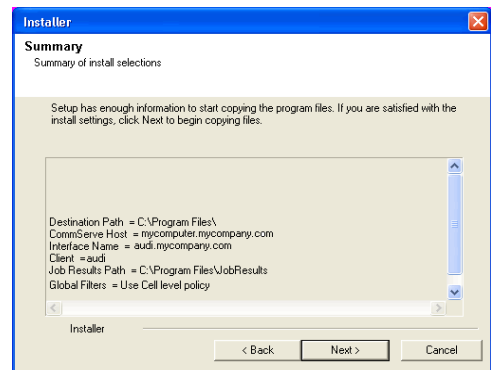 Installer
Summary
Summary of install selections
Setup has enough information to start copying the program files. If you are satisfied with the
install settings, click Next to begin copying files.
Destination Path = C:\Program Files\
CommServe Host = mycomputer.mycompany.com
Interface Name = audi.mycompany.com
Client =audi
Job Results Path = C:\Program Files\JobResults
Global Filters = Use Cell level policy
Installer
< Back Next > Cancel